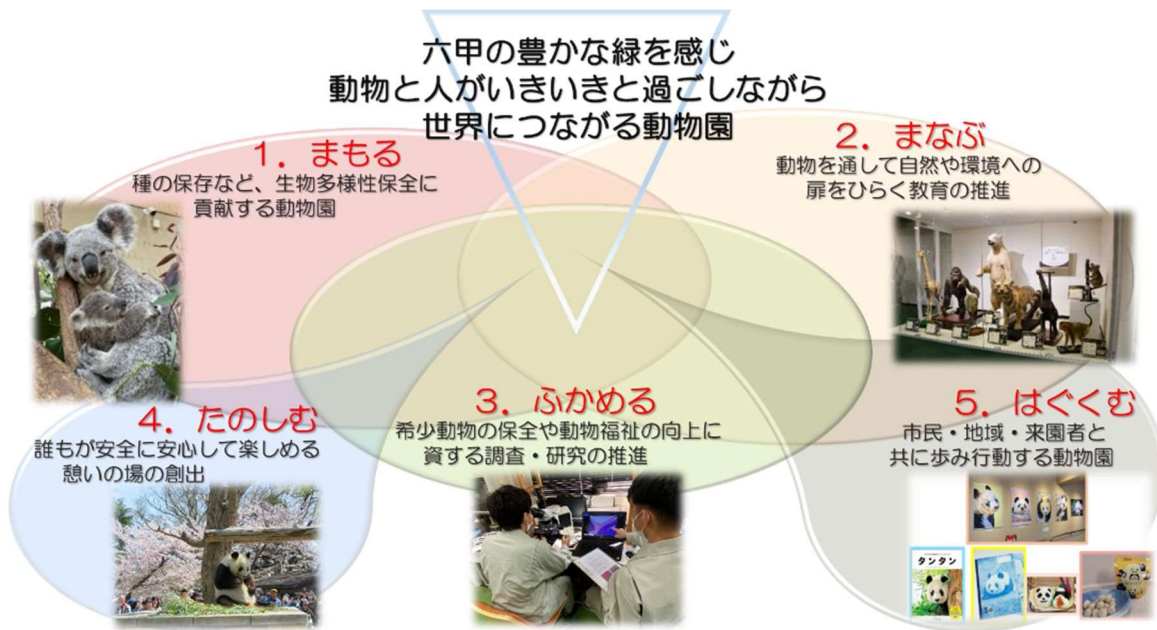 六甲の豊かな緑を感じ
動物と人がいきいきと過ごしながら
世界につながる動物園
1．まもる
種の保存など、生物多様性保全に
貢献する動物園
2．まなぶ
動物を通して自然や環境への
扉をひらく教育の推進
3．ふかめる
希少動物の保全や動物福祉の向上に
資する調査・研究の推進
4．たのしむ
誰もが安全に安心して楽しめる
憩いの場の創出
5．はぐくむ
市民・地域・来園者と
共に歩み行動する動物園
タンタン